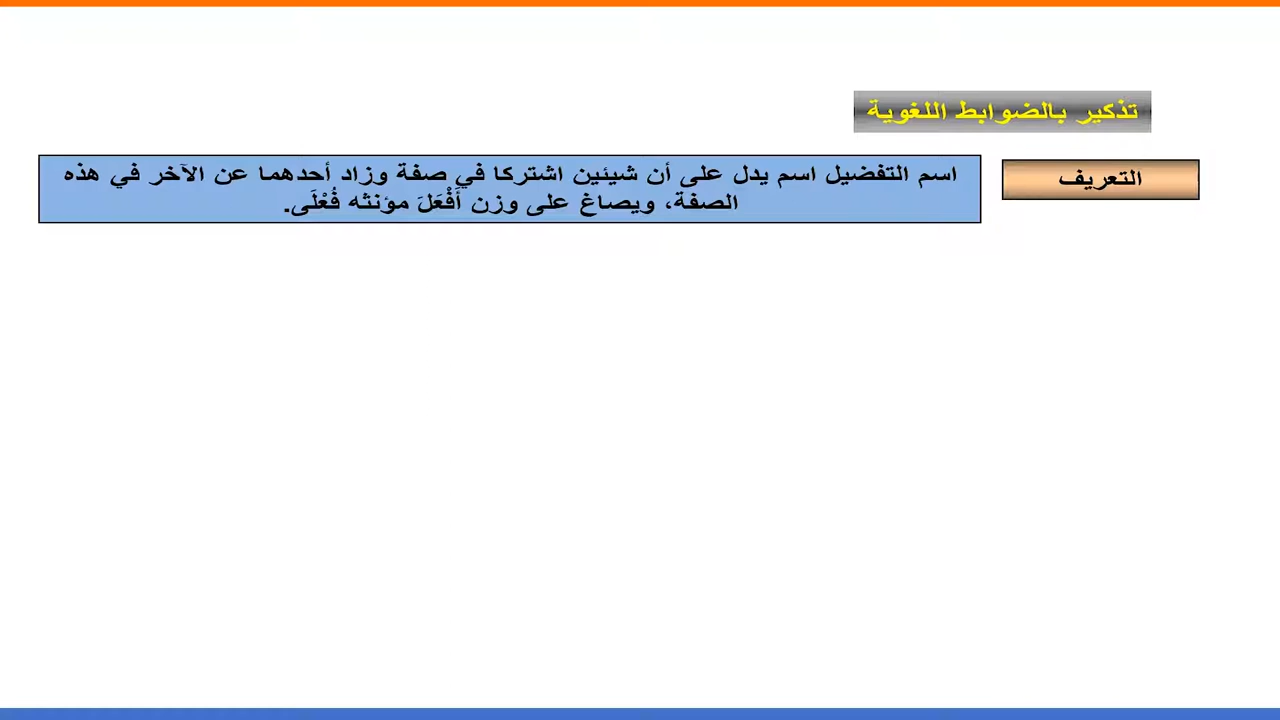 تذكير بالضوابط اللغوية
التعريف
اسم التفضيل اسم يدل على أن شيئين اشتركا في صفة وزاد أحدهما عن الآخر في هذه
الصفة، ويصاغ على وزن أَفْعَلَ مؤنثه فُعْلَى.